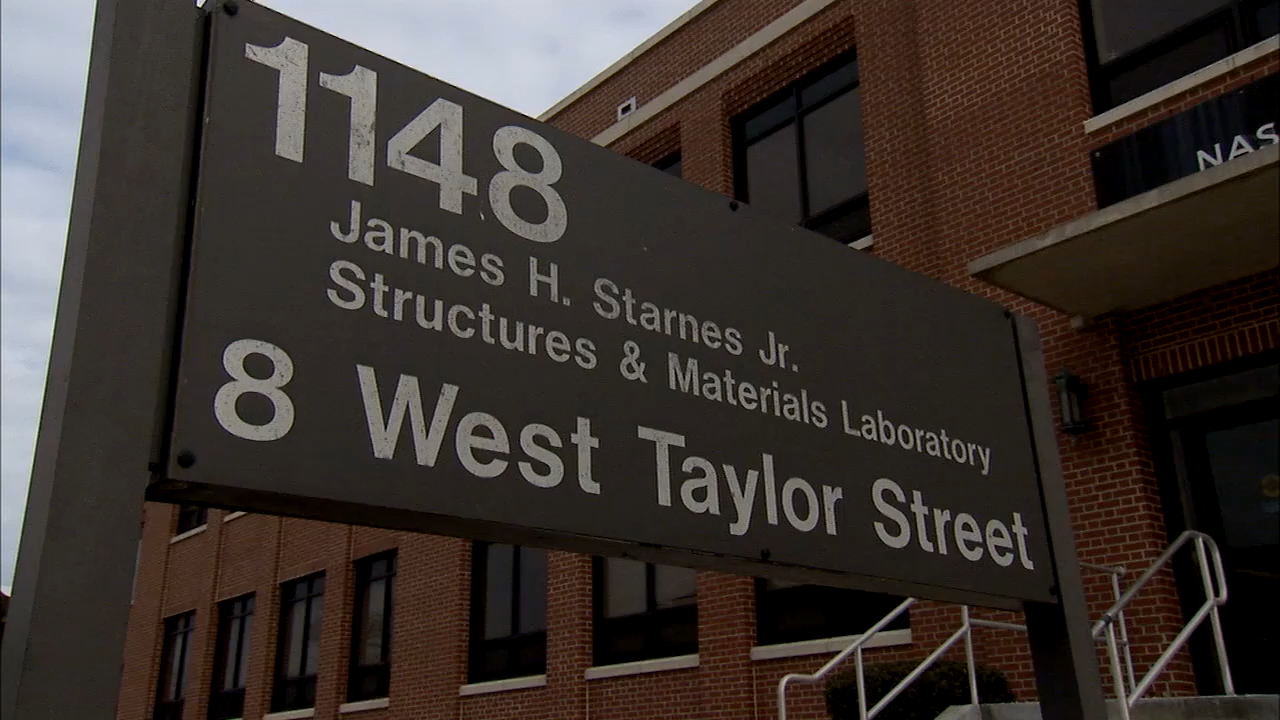 1148
James H. Starnes Jr.
Structures & Materials Laboratory
8 West Taylor Street
NAS